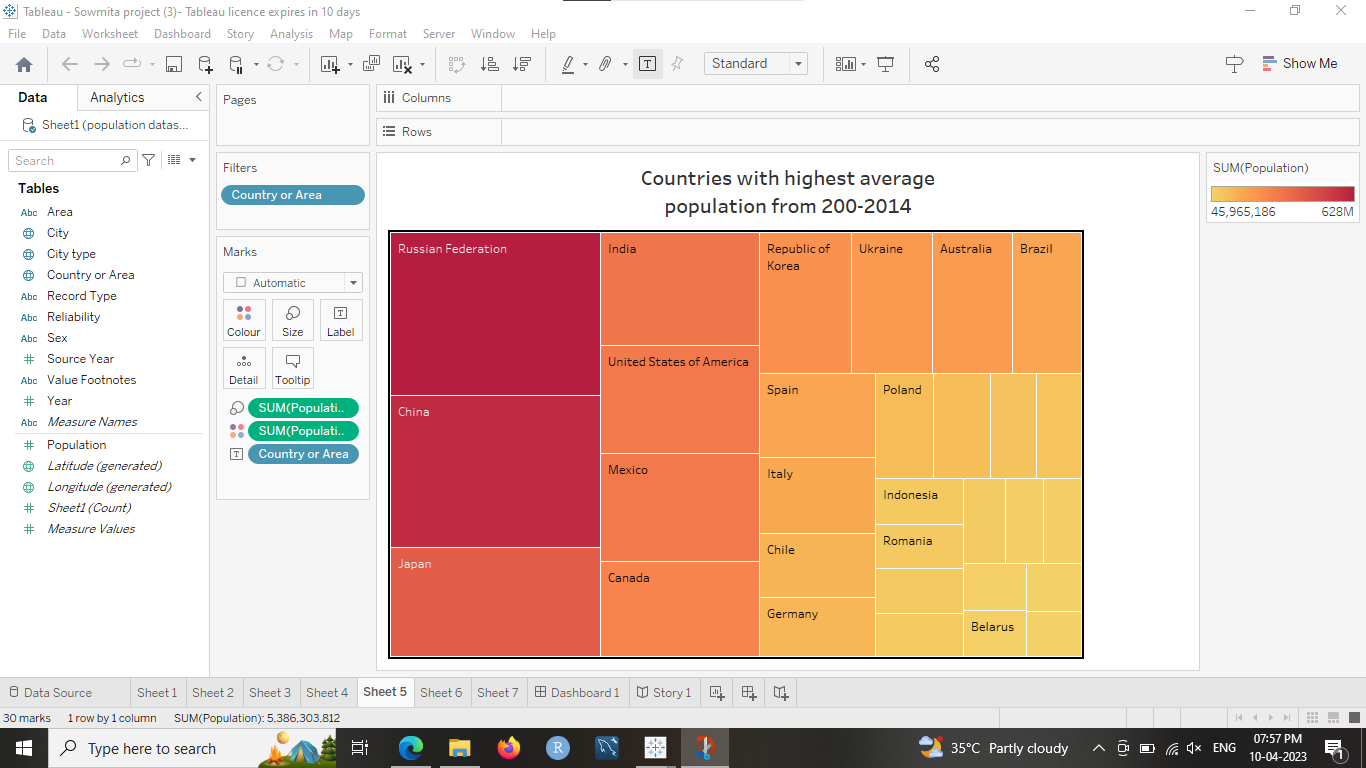 Tableau - Sowmita project (3)- Tableau licence expires in 10 days
File Data Worksheet Dashboard Story Analysis Map Format Server Window Help
Standard
Show Me
Data Analytics
Sheet1 (population datas...
Search
Tables
Abc Area
City
City type
Country or Area
Abc Record Type
Abc Reliability
Abc Sex
Source Year
Abc Value Footnotes
Year
Abc Measure Names
Population
Latitude (generated)
Longitude (generated)
Sheet1 (Count)
Measure Values
Pages
Filters
Country or Area
Marks
Automatic
Colour Size Label
Detail Tooltip
SUM(Populati..
SUM(Populati..
Country or Area
Columns
Rows
Countries with highest average
population from 200-2014
Russian Federation
China
Japan
India
United States of America
Mexico
Canada
Republic of
Korea
Ukraine
Australia
Brazil
Spain
Italy
Chile
Germany
Poland
Indonesia
Romania
Belarus
SUM(Population)
45,965,186 628M
Data Source Sheet 1 Sheet 2 Sheet 3 Sheet 4 Sheet 5 Sheet 6 Sheet 7 Dashboard 1 Story 1
30 marks 1 row by 1 column SUM(Population): 5,386,303,812
Type here to search
R
35°C Partly cloudy
ENG
07:57 PM
10-04-2023
1